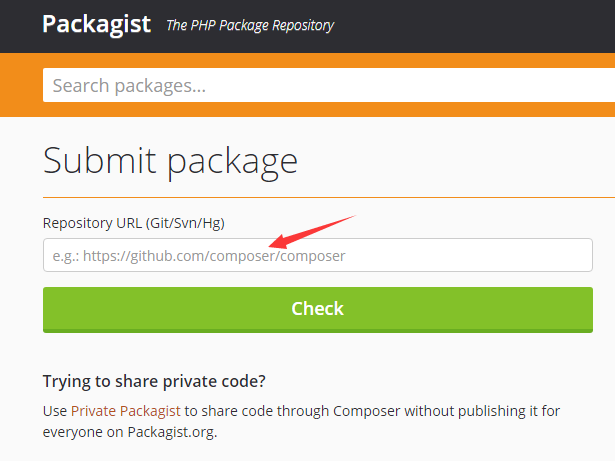 Packagist The PHP Package Repository
Search packages...
Submit package
Repository URL (Git/Svn/Hg)
e.g.: https://github.com/composer/composer
Check
Trying to share private code?
Use Private Packagist to share code through Composer without publishing it for
everyone on Packagist.org.